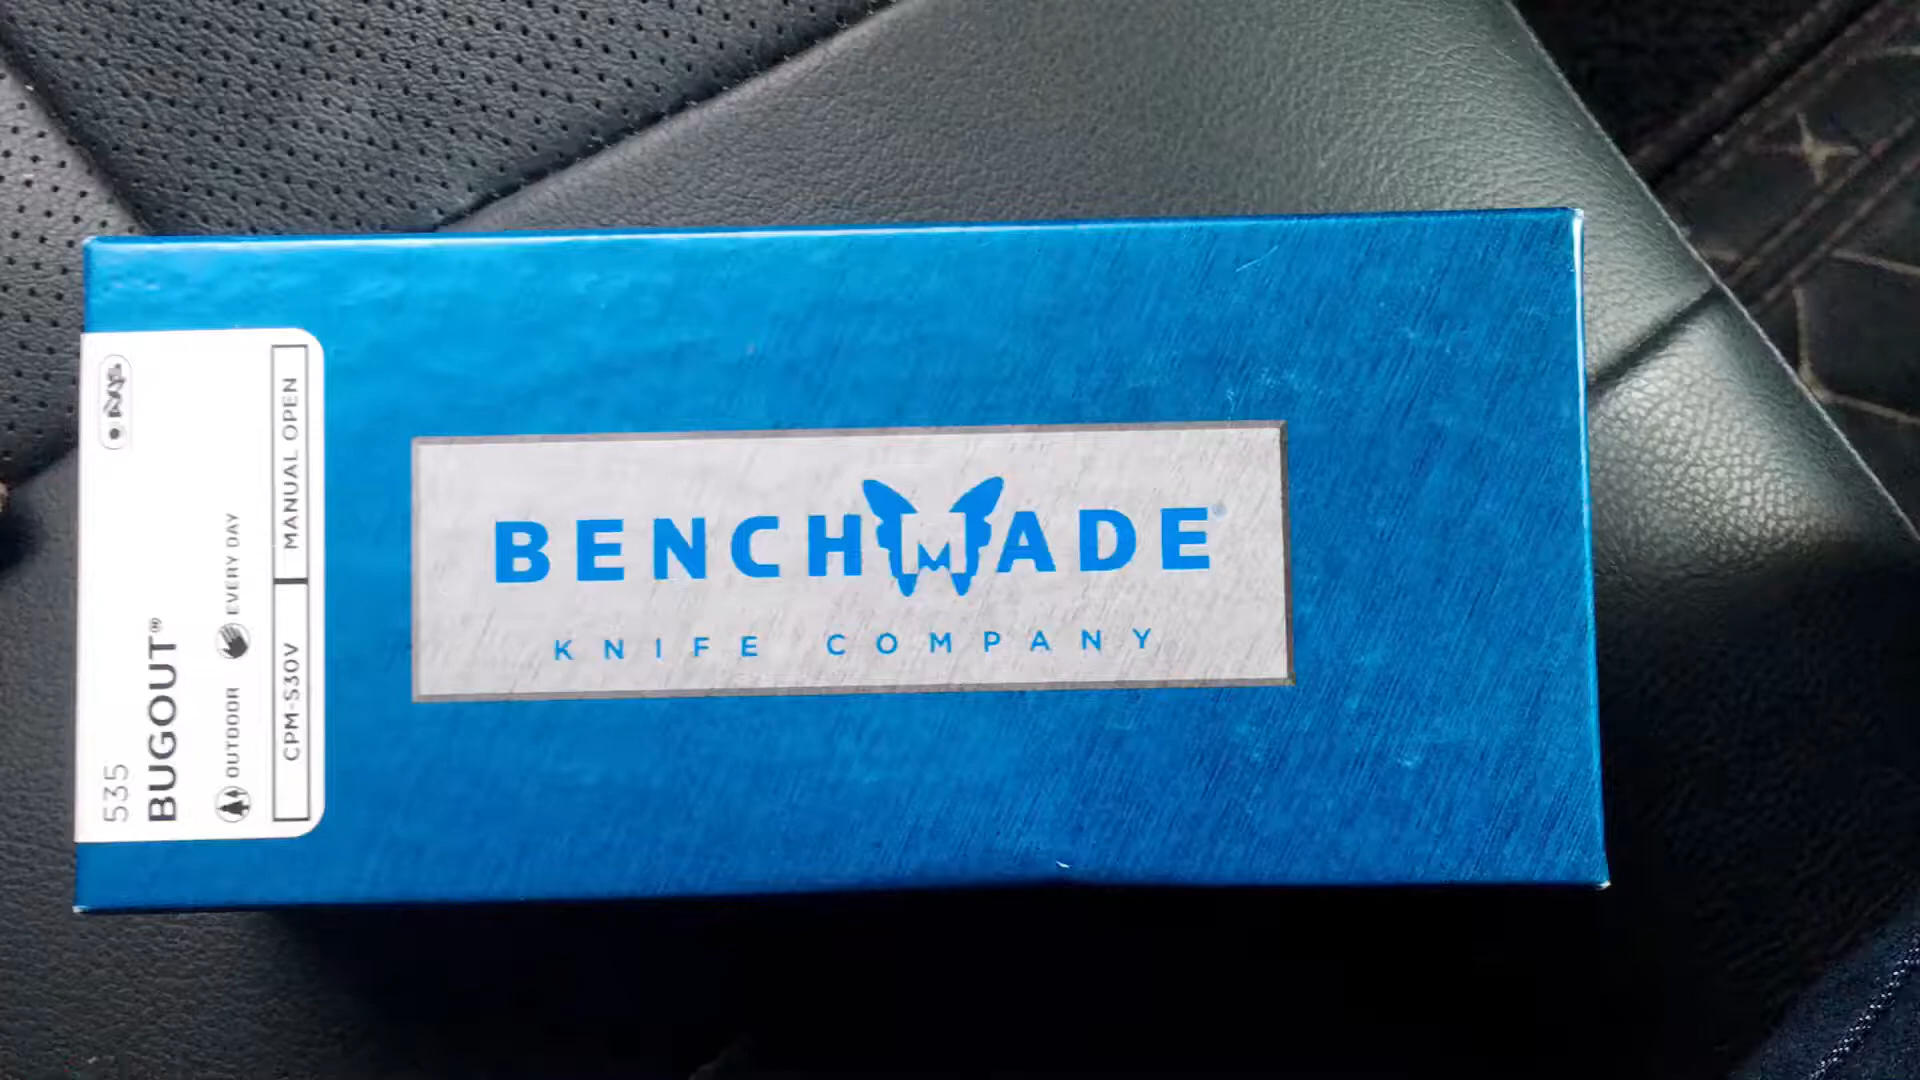 BENCHMADE®
KNIFE COMPANY
535
BUGOUT®
OUTDOOR EVERY DAY
CPM-S30V MANUAL OPEN